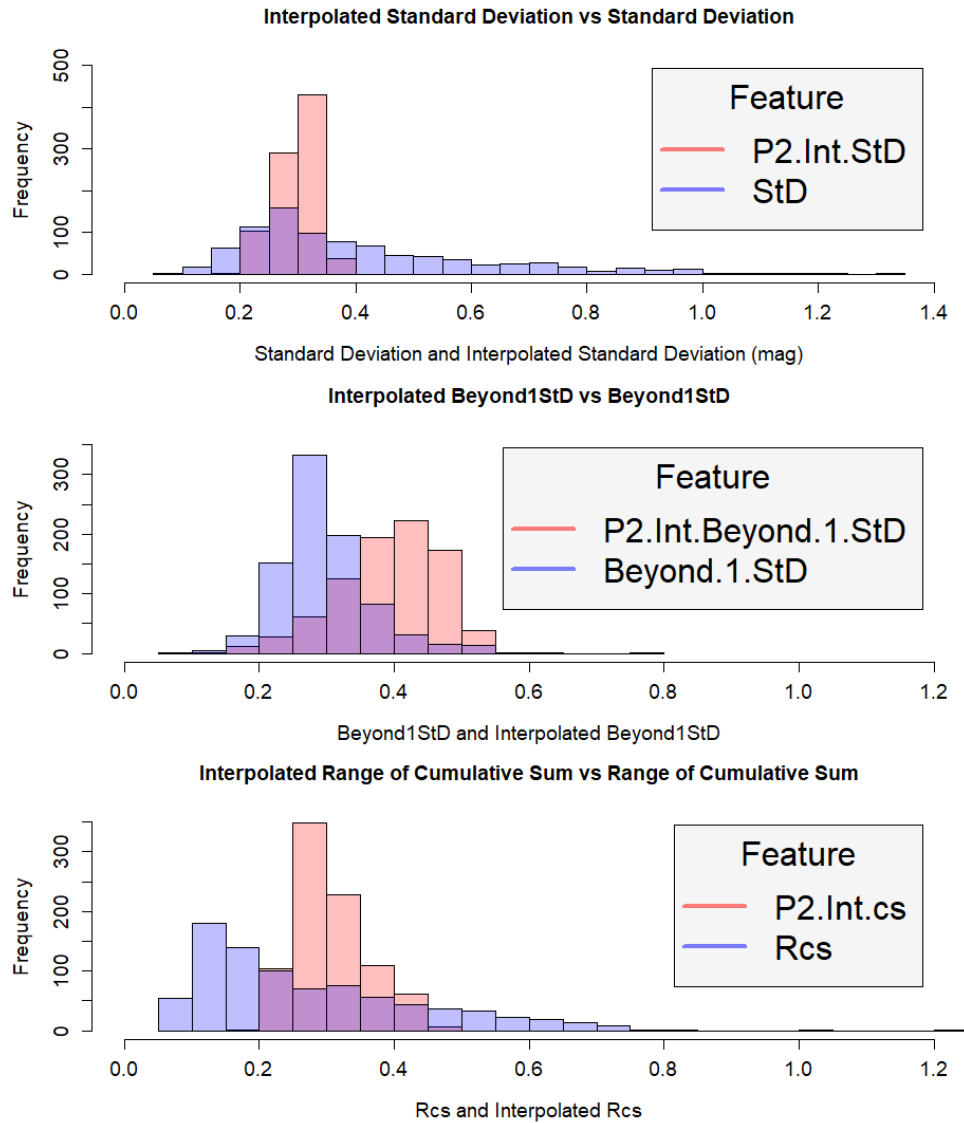 Interpolated Standard Deviation vs Standard Deviation
500
300
100
0
Frequency
Feature
P2.Int.StD
StD
0.0 0.2 0.4 0.6 0.8 1.0 1.2 1.4
Standard Deviation and Interpolated Standard Deviation (mag)
Interpolated Beyond1StD vs Beyond1StD
300
200
100
0
Frequency
Feature
P2.Int.Beyond.1.StD
Beyond.1.StD
0.0 0.2 0.4 0.6 0.8 1.0 1.2
Beyond1StD and Interpolated Beyond1StD
Interpolated Range of Cumulative Sum vs Range of Cumulative Sum
300
200
100
0
Frequency
Feature
P2.Int.cs
Rcs
0.0 0.2 0.4 0.6 0.8 1.0 1.2
Rcs and Interpolated Rcs